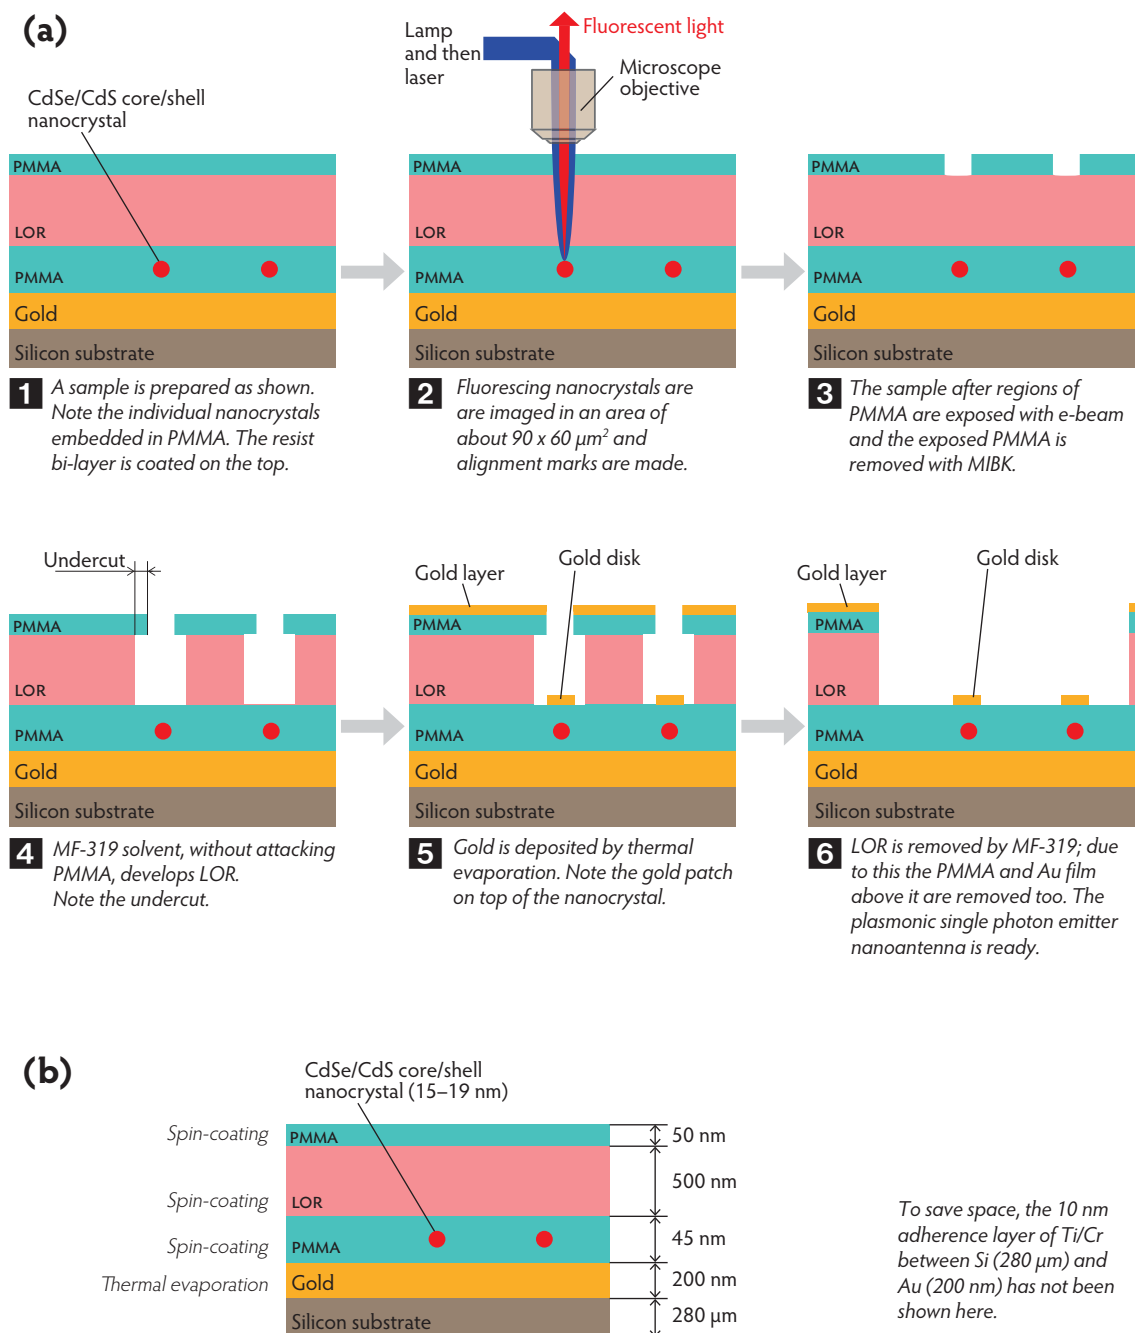 (a)
Lamp
and then
laser
Fluorescent light
Microscope
objective
CdSe/CdS core/shell
nanocrystal
PMMA
LOR
PMMA
Gold
Silicon substrate
PMMA
LOR
PMMA
Gold
Silicon substrate
PMMA
LOR
PMMA
Gold
Silicon substrate
1 A sample is prepared as shown.
Note the individual nanocrystals
embedded in PMMA. The resist
bi-layer is coated on the top.
2 Fluorescing nanocrystals are
are imaged in an area of
about 90 x 60 µm² and
alignment marks are made.
3 The sample after regions of
PMMA are exposed with e-beam
and the exposed PMMA is
removed with MIBK.
Undercut
PMMA
LOR
PMMA
Gold
Silicon substrate
Gold layer
Gold disk
PMMA
LOR
PMMA
Gold
Silicon substrate
Gold layer
Gold disk
PMMA
LOR
PMMA
Gold
Silicon substrate
4 MF-319 solvent, without attacking
PMMA, develops LOR.
Note the undercut.
5 Gold is deposited by thermal
evaporation. Note the gold patch
on top of the nanocrystal.
6 LOR is removed by MF-319; due
to this the PMMA and Au film
above it are removed too. The
plasmonic single photon emitter
nanoantenna is ready.
(b)
CdSe/CdS core/shell
nanocrystal (15–19 nm)
Spin-coating PMMA 50 nm
Spin-coating LOR 500 nm
Spin-coating PMMA 45 nm
Thermal evaporation Gold 200 nm
Silicon substrate 280 µm
To save space, the 10 nm
adherence layer of Ti/Cr
between Si (280 µm) and
Au (200 nm) has not been
shown here.